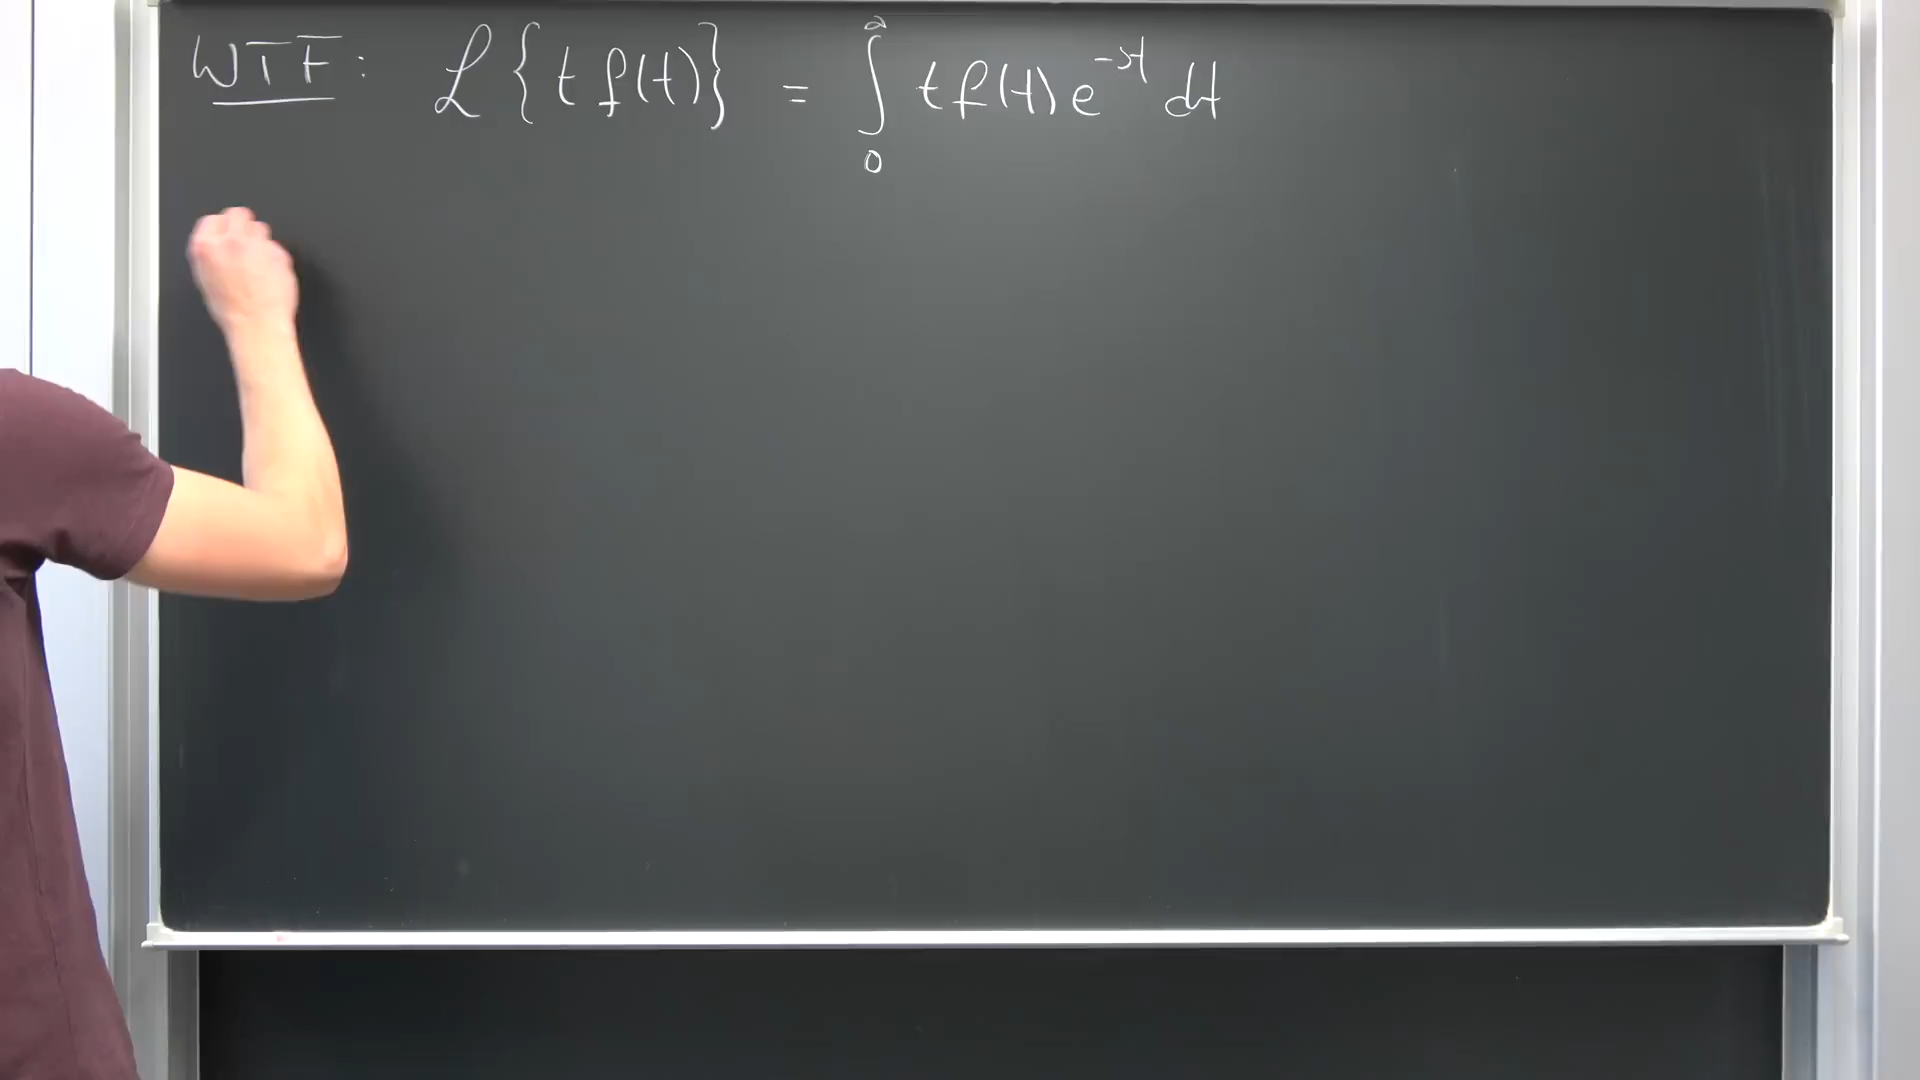 WTF: ℒ{t f(t)} = ∫₀^∞ t f(t) e^{-st} dt